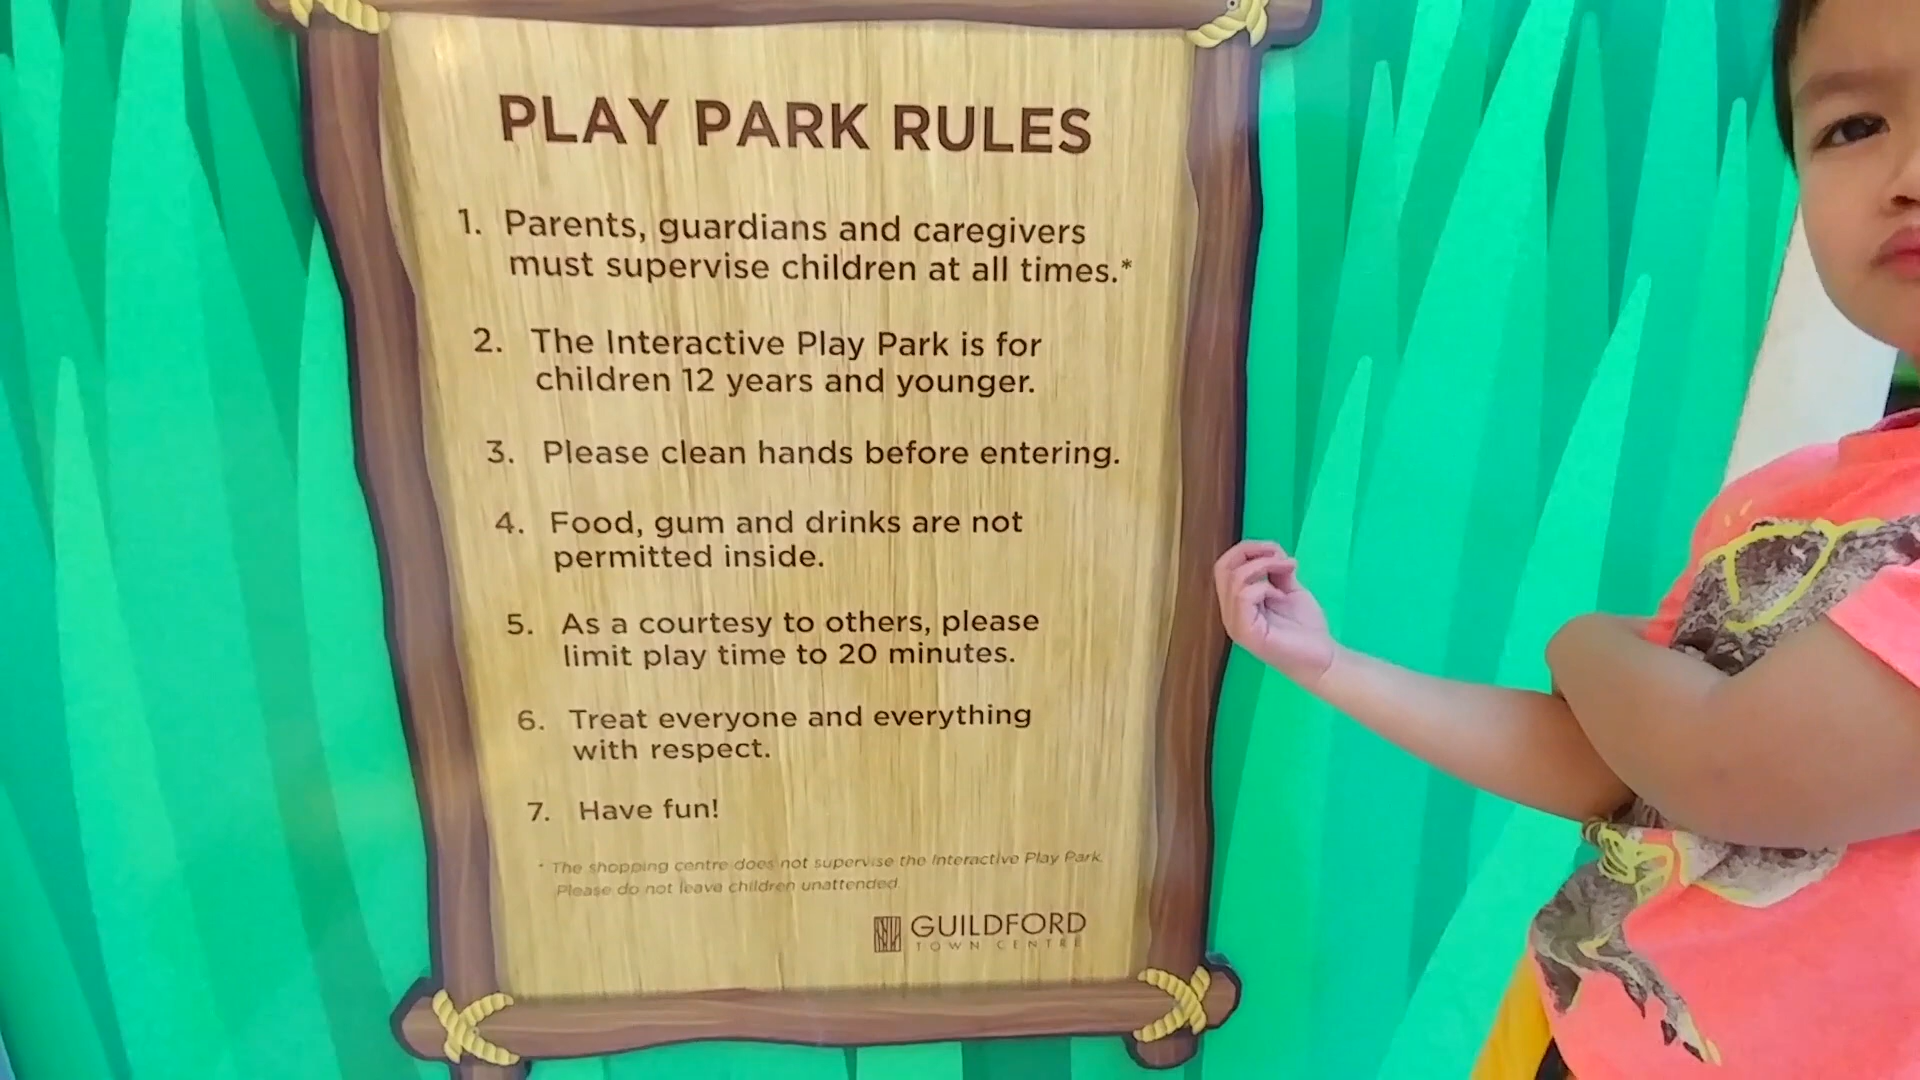 PLAY PARK RULES
1. Parents, guardians and caregivers
must supervise children at all times.*
2. The Interactive Play Park is for
children 12 years and younger.
3. Please clean hands before entering.
4. Food, gum and drinks are not
permitted inside.
5. As a courtesy to others, please
limit play time to 20 minutes.
6. Treat everyone and everything
with respect.
7. Have fun!
* The shopping centre does not supervise the Interactive Play Park.
Please do not leave children unattended.
GUILDFORD
TOWN CENTRE